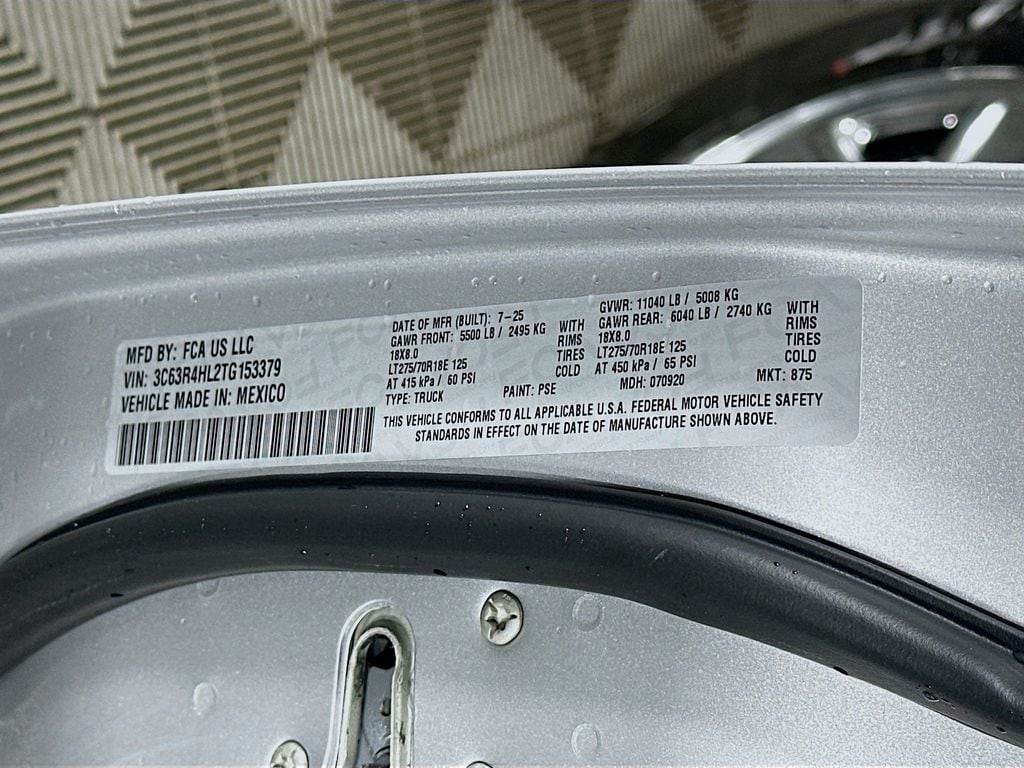 MFD BY: FCA US LLC
VIN: 3C63R4HL2TG153379
VEHICLE MADE IN: MEXICO
DATE OF MFR (BUILT): 7-25
GAWR FRONT: 5500 LB / 2495 KG WITH
18X8.0 RIMS
LT275/70R18E 125 TIRES
AT 415 kPa / 60 PSI COLD
TYPE: TRUCK PAINT: PSE
GVWR: 11040 LB / 5008 KG
GAWR REAR: 6040 LB / 2740 KG WITH
18X8.0 RIMS
LT275/70R18E 125 TIRES
AT 450 kPa / 65 PSI COLD
MDH: 070920 MKT: 875
THIS VEHICLE CONFORMS TO ALL APPLICABLE U.S.A. FEDERAL MOTOR VEHICLE SAFETY
STANDARDS IN EFFECT ON THE DATE OF MANUFACTURE SHOWN ABOVE.